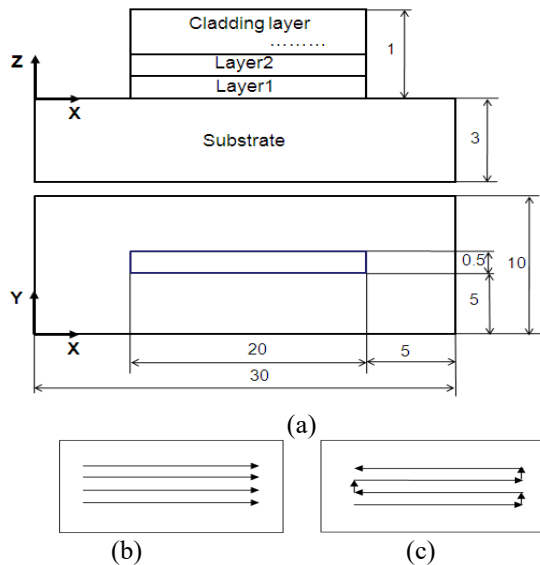 Cladding layer
………
1
Z
Layer2
Layer1
X
Substrate
3
0.5
10
Y
5
X
20
5
30
(a)
(b)
(c)